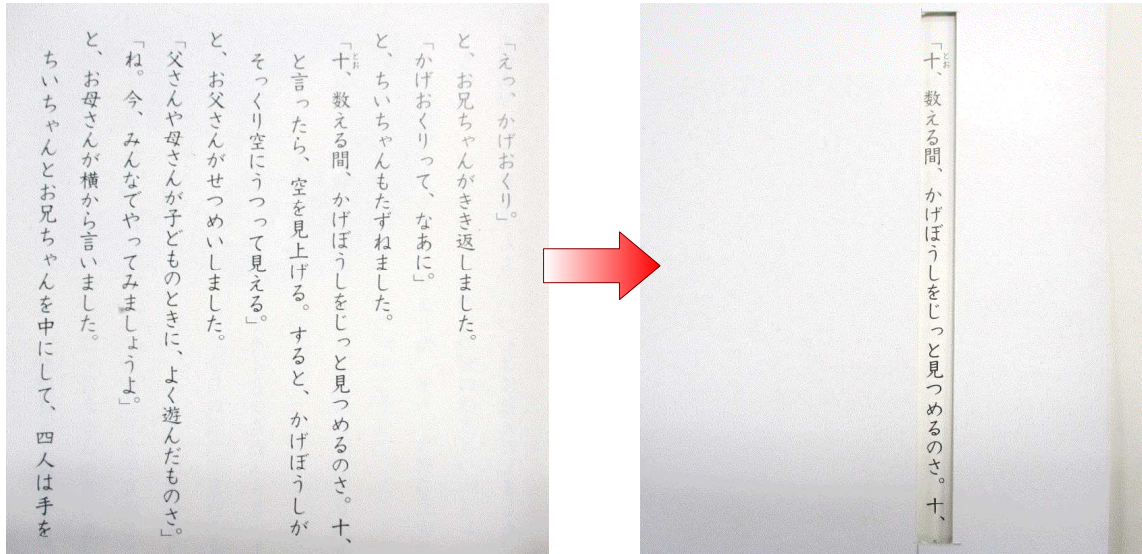 「えっ、かげおくり。」
と、お兄ちゃんがきき返しました。
「かげおくりって、なあに。」
と、ちいちゃんもたずねました。
「十、数える間、かげぼうしをじっと見つめるのさ。十、
と言ったら、空を見上げる。すると、かげぼうしが
そっくり空にうつって見える。」
と、お父さんがせつめいしました。
「父さんや母さんが子どものときに、よく遊んだものさ。」
「ね。今、みんなでやってみましょうよ。」
と、お母さんが横から言いました。
ちいちゃんとお兄ちゃんを中にして、四人は手を
「十、数える間、かげぼうしをじっと見つめるのさ。十、